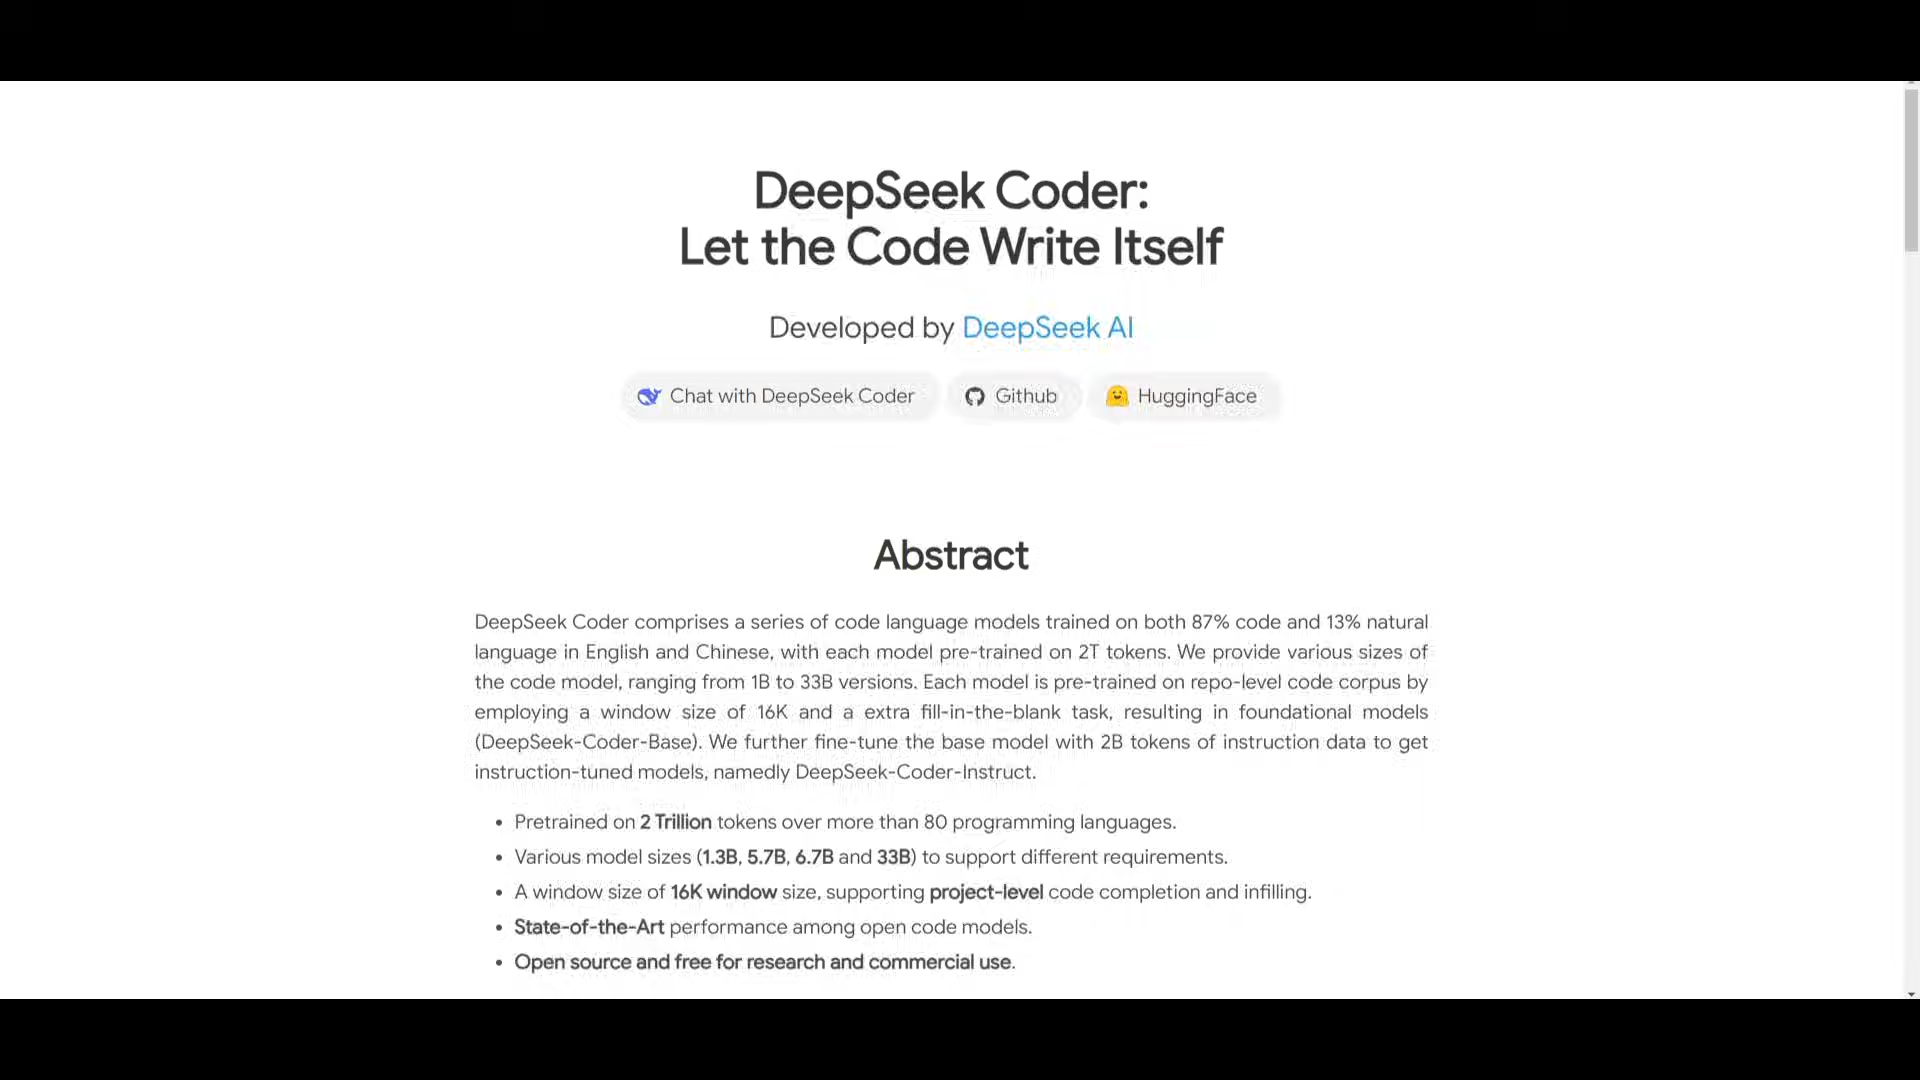 DeepSeek Coder:
Let the Code Write Itself
Developed by DeepSeek AI
Chat with DeepSeek Coder
Github
HuggingFace
Abstract
DeepSeek Coder comprises a series of code language models trained on both 87% code and 13% natural
language in English and Chinese, with each model pre-trained on 2T tokens. We provide various sizes of
the code model, ranging from 1B to 33B versions. Each model is pre-trained on repo-level code corpus by
employing a window size of 16K and a extra fill-in-the-blank task, resulting in foundational models
(DeepSeek-Coder-Base). We further fine-tune the base model with 2B tokens of instruction data to get
instruction-tuned models, namedly DeepSeek-Coder-Instruct.
• Pretrained on 2 Trillion tokens over more than 80 programming languages.
• Various model sizes (1.3B, 5.7B, 6.7B and 33B) to support different requirements.
• A window size of 16K window size, supporting project-level code completion and infilling.
• State-of-the-Art performance among open code models.
• Open source and free for research and commercial use.